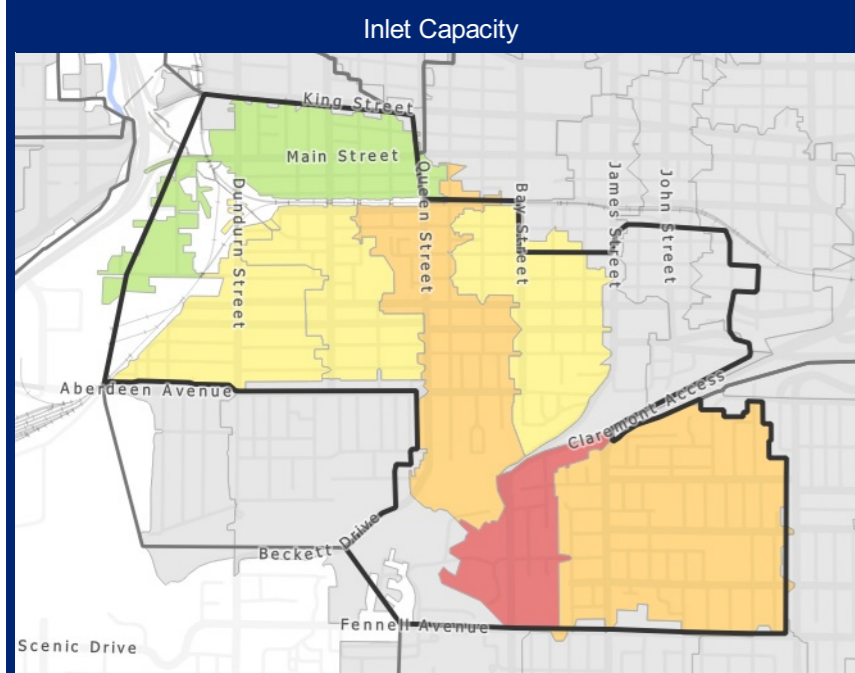 Inlet Capacity
King Street
Main Street
Queen Street
Dundurn Street
Bay Street
James Street
John Street
Aberdeen Avenue
Claremont Access
Beckett Drive
Fennell Avenue
Scenic Drive